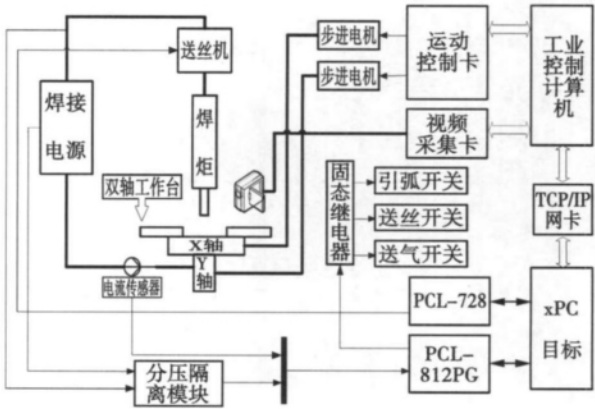 送丝机
步进电机
步进电机
运动
控制卡
工业
控制
计算
机
焊接
电源
焊
炬
视频
采集卡
双轴工作台
固
态
继
电
器
引弧开关
送丝开关
送气开关
TCP/IP
网卡
X轴
Y
轴
电流传感器
PCL-728
xPC
目标
PCL-
812PG
分压隔
离模块